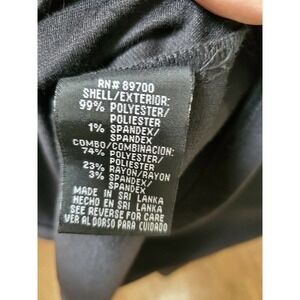 RN# 89700
SHELL/EXTERIOR:
99% POLYESTER/
POLIESTER
1% SPANDEX/
SPANDEX
COMBO/COMBINACION:
74% POLYESTER/
POLIESTER
23% RAYON/RAYON
3% SPANDEX/
SPANDEX
MADE IN SRI LANKA
HECHO EN SRI LANKA
SEE REVERSE FOR CARE
VER AL DORSO PARA CUIDADO